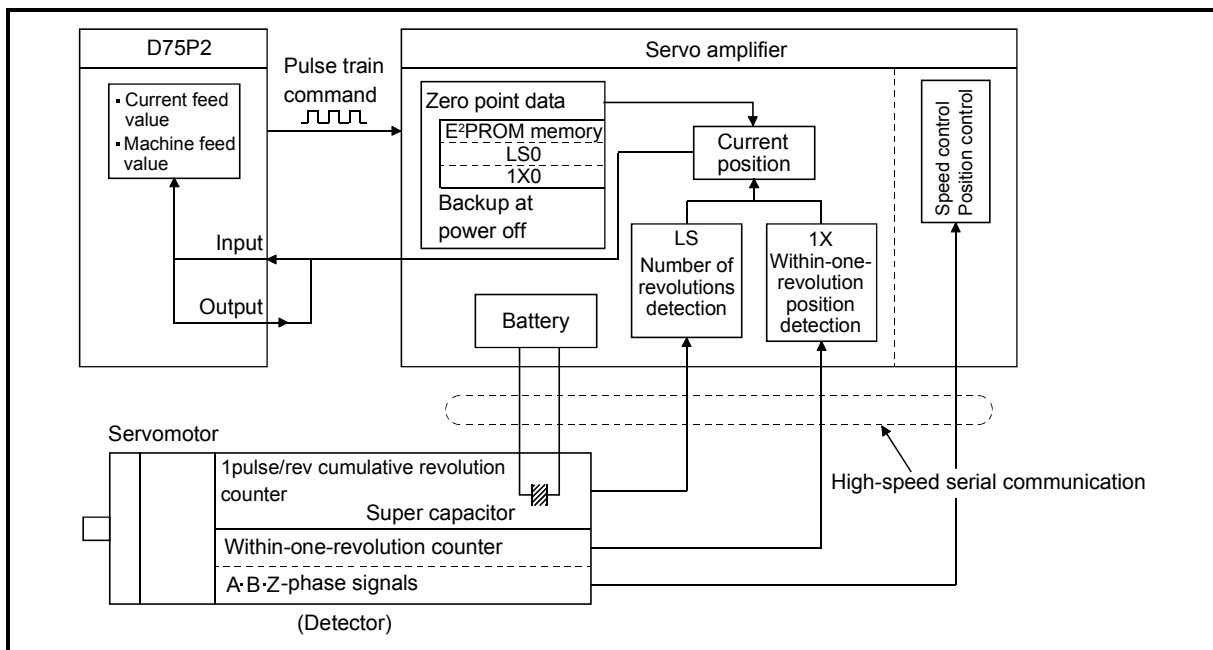 D75P2
· Current feed
value
· Machine feed
value
Input
Output
Pulse train
command
Servo amplifier
Zero point data
E²PROM memory
LS0
1X0
Backup at
power off
Current
position
LS
Number of
revolutions
detection
1X
Within-one-
revolution
position
detection
Speed control
Position control
Battery
High-speed serial communication
Servomotor
1pulse/rev cumulative revolution
counter
Super capacitor
Within-one-revolution counter
A·B·Z-phase signals
(Detector)